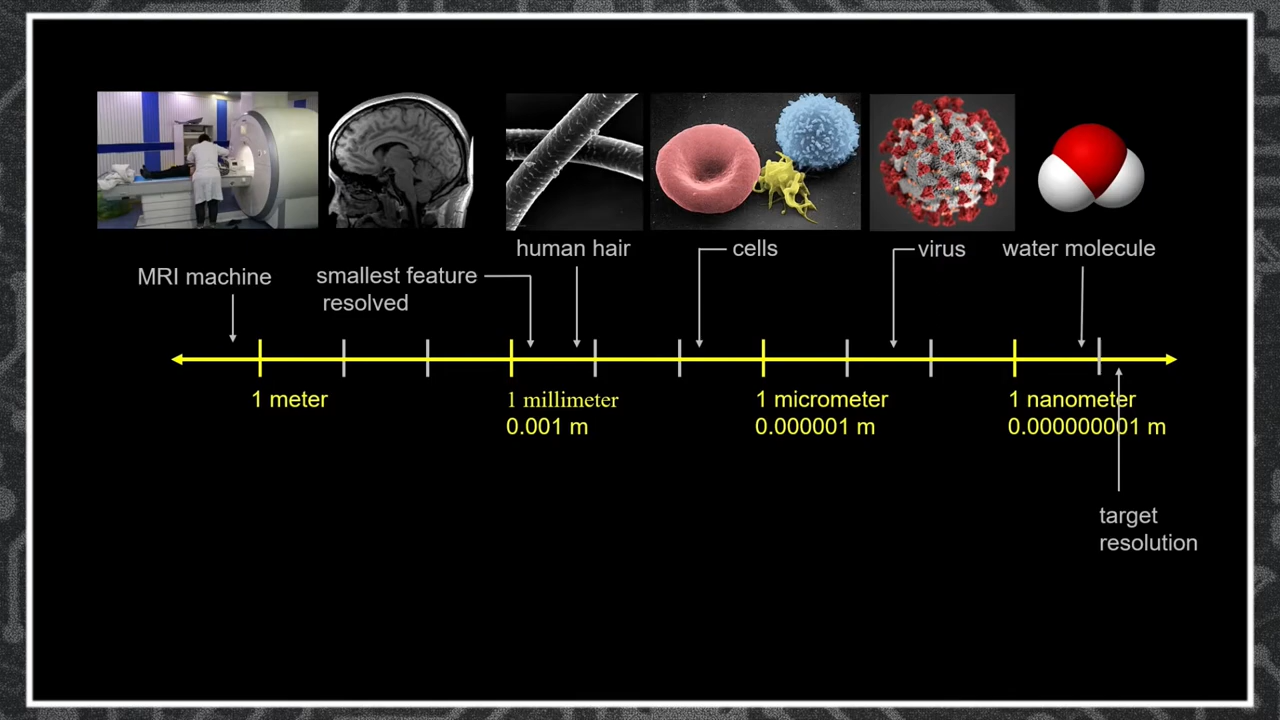 human hair
cells
virus
water molecule
MRI machine
smallest feature
resolved
1 meter
1 millimeter
0.001 m
1 micrometer
0.000001 m
1 nanometer
0.000000001 m
target
resolution